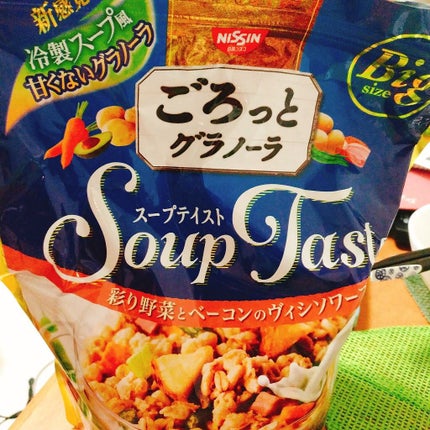 新感覚
冷製スープ風
甘くないグラノーラ
NISSIN
Big
size
ごろっと
グラノーラ
スープテイスト
Soup Tast
彩り野菜とベーコンのヴィシソワーズ